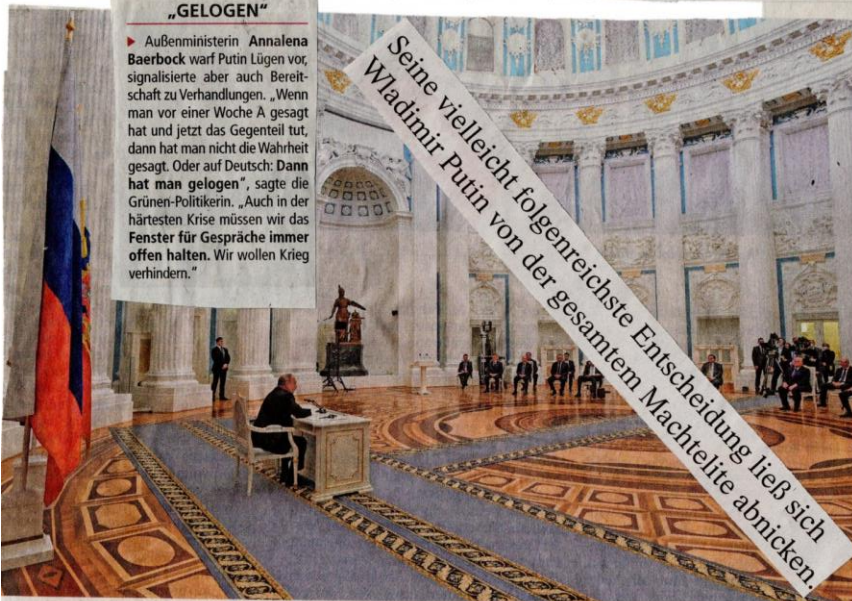 „GELOGEN“
▶ Außenministerin Annalena
Baerbock warf Putin Lügen vor,
signalisierte aber auch Bereit-
schaft zu Verhandlungen. „Wenn
man vor einer Woche A gesagt
hat und jetzt das Gegenteil tut,
dann hat man nicht die Wahrheit
gesagt. Oder auf Deutsch: Dann
hat man gelogen“, sagte die
Grünen-Politikerin. „Auch in der
härtesten Krise müssen wir das
Fenster für Gespräche immer
offen halten. Wir wollen Krieg
verhindern.“
Seine vielleicht folgenreichste Entscheidung ließ sich
Wladimir Putin von der gesamtem Machtelite abnicken.